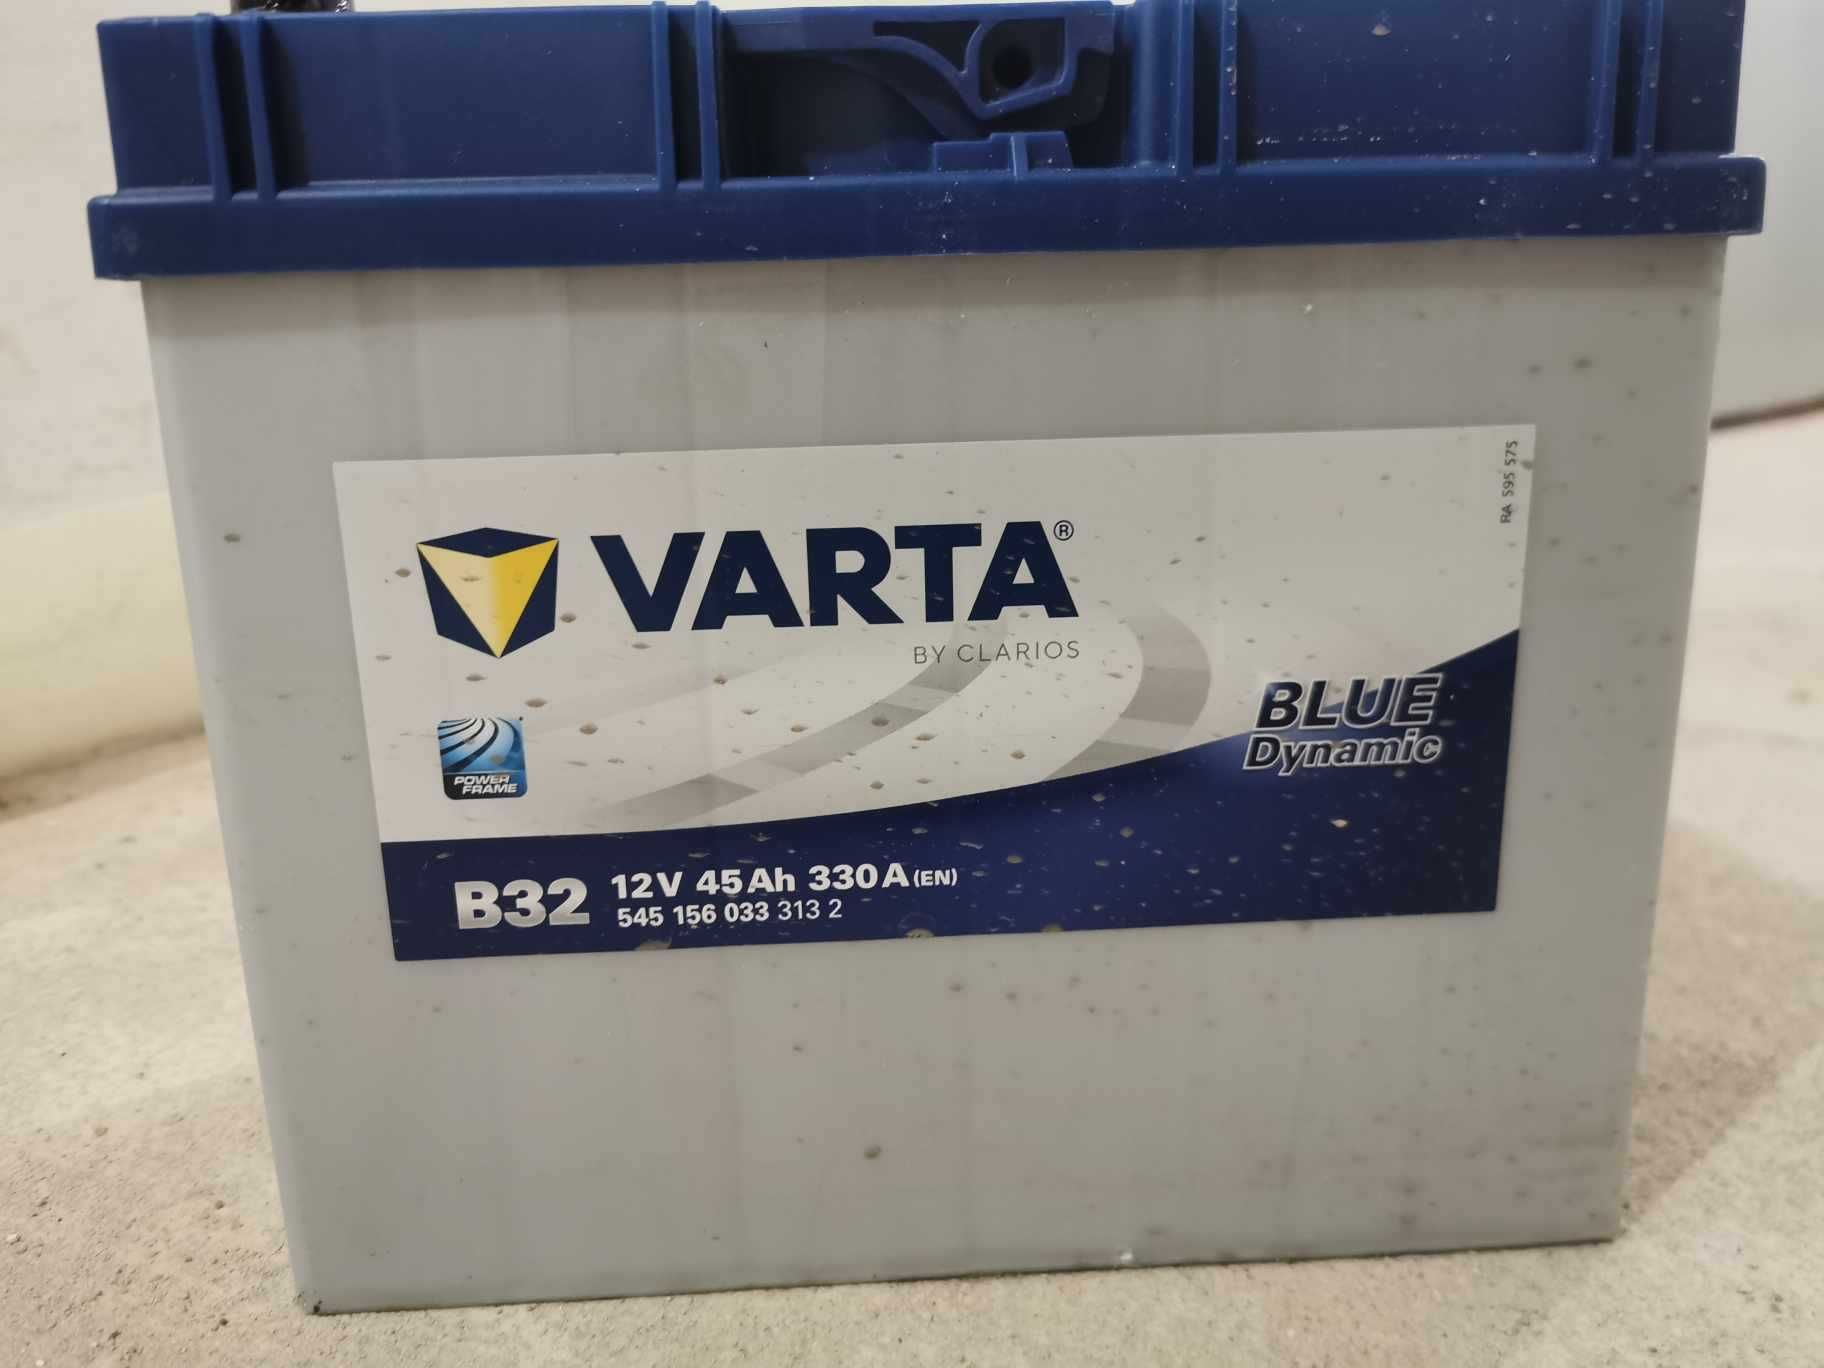 RA 595 575
VARTA®
BY CLARIOS
BLUE
Dynamic
POWER
FRAME
B32 12V 45Ah 330A(EN)
545 156 033 313 2